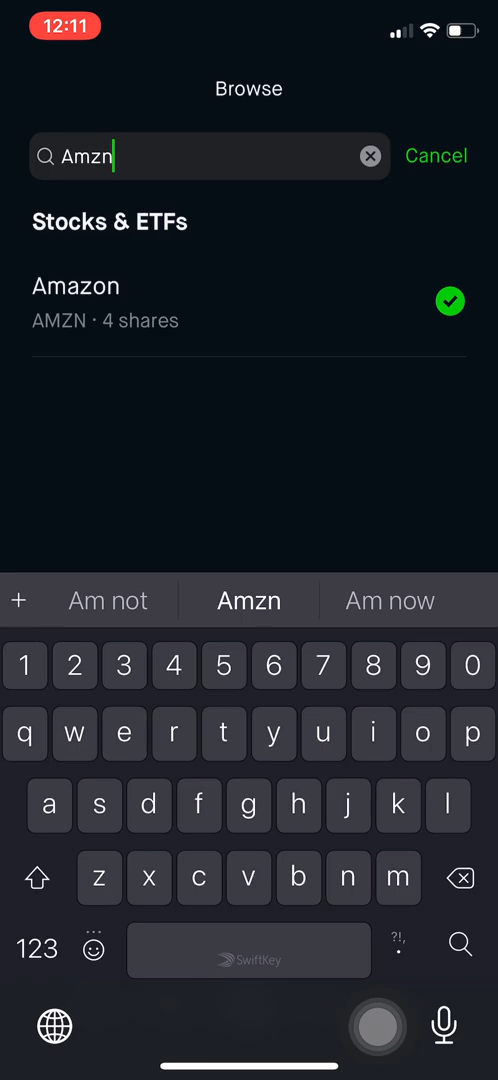 12:11
Browse
Amzn
Cancel
Stocks & ETFs
Amazon
AMZN · 4 shares
+ Am not Amzn Am now
1 2 3 4 5 6 7 8 9 0
q w e r t y u i o p
a s d f g h j k l
z x c v b n m
123 SwiftKey ?!,.